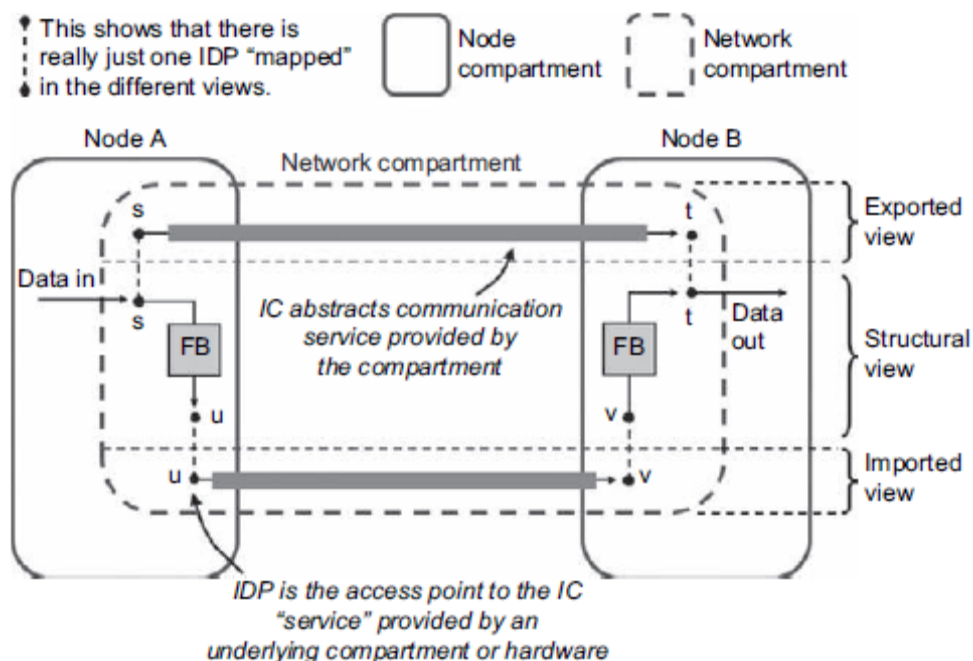 This shows that there is
really just one IDP “mapped”
in the different views.
Node
compartment
Network
compartment
Node A
Node B
Network compartment
s
t
Exported
view
Data in
s
IC abstracts communication
service provided by
the compartment
t
Data
out
FB
FB
Structural
view
u
v
u
v
Imported
view
IDP is the access point to the IC
“service” provided by an
underlying compartment or hardware